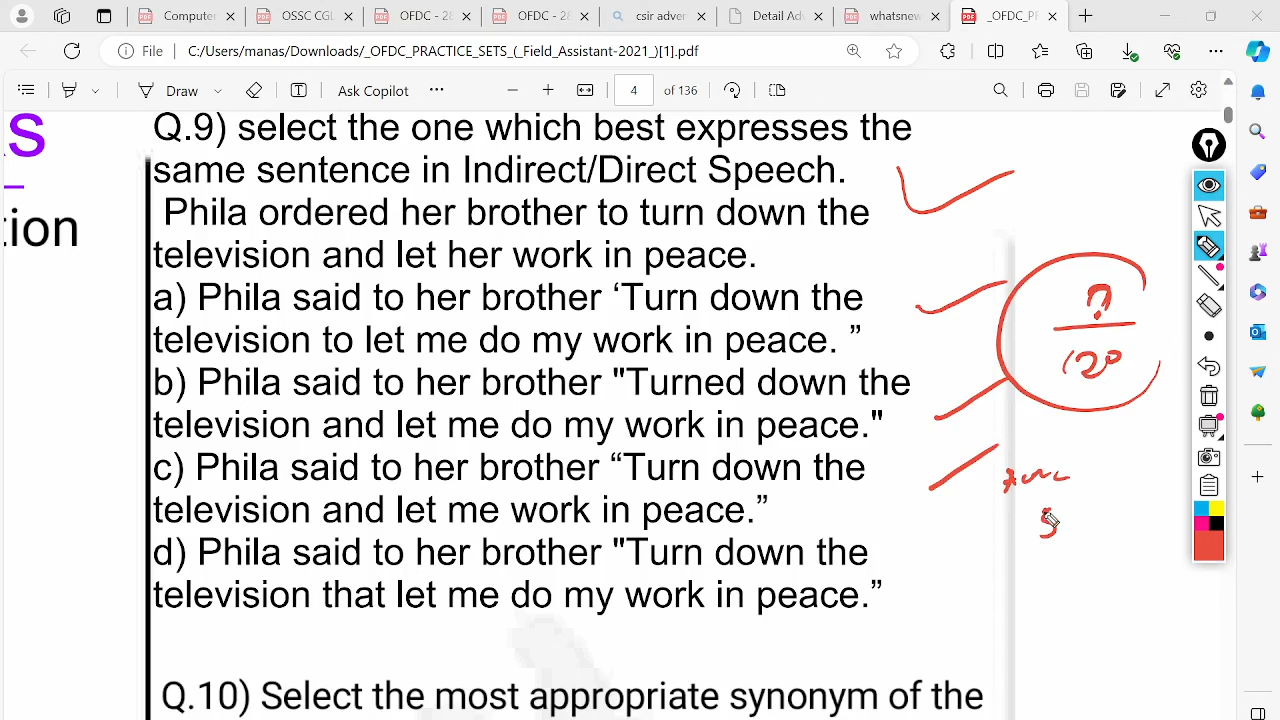 Computer
OSSC CGL
OFDC - 28
OFDC - 28
csir adver
Detail Adv
whatsnew
_OFDC_PE
File
C:/Users/manas/Downloads/_OFDC_PRACTICE_SETS_(_Field_Assistant-2021_)[1].pdf
Draw
Ask Copilot
4
of 136
s
tion
Q.9) select the one which best expresses the
same sentence in Indirect/Direct Speech.
Phila ordered her brother to turn down the
television and let her work in peace.
a) Phila said to her brother ‘Turn down the
television to let me do my work in peace. ”
b) Phila said to her brother "Turned down the
television and let me do my work in peace."
c) Phila said to her brother “Turn down the
television and let me work in peace.”
d) Phila said to her brother "Turn down the
television that let me do my work in peace.”
?
120
Q.10) Select the most appropriate synonym of the